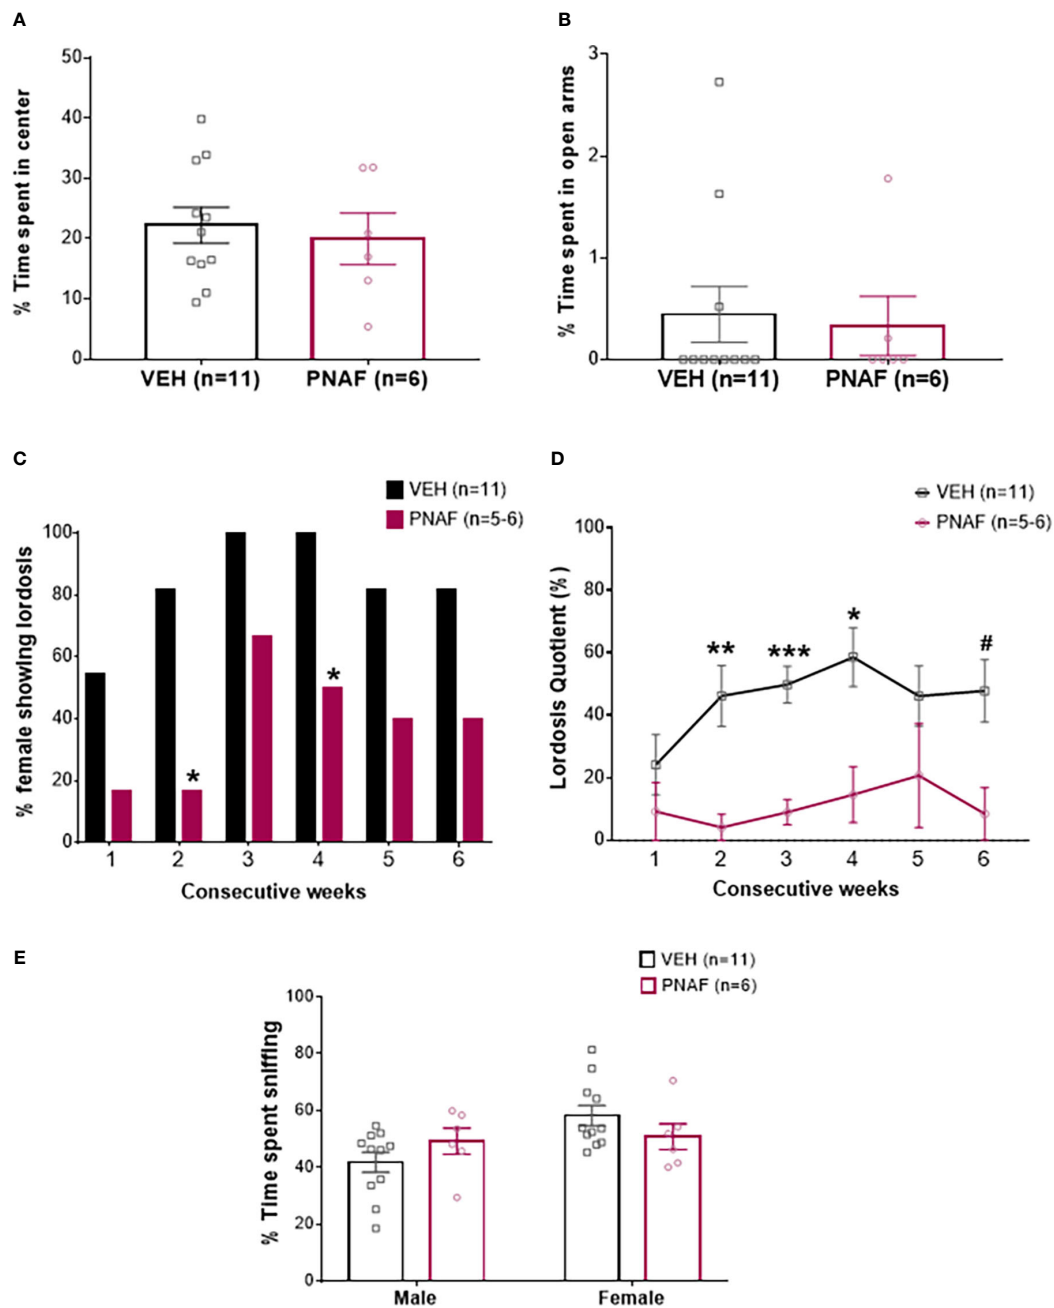 A
B
% Time spent in center
50
40
30
20
10
0
VEH (n=11)
PNAF (n=6)
% Time spent in open arms
3
2
1
0
VEH (n=11)
PNAF (n=6)
C
VEH (n=11)
PNAF (n=5-6)
% female showing lordosis
100
80
60
40
20
0
*
*
1 2 3 4 5 6
Consecutive weeks
D
VEH (n=11)
PNAF (n=5-6)
Lordosis Quotient (%)
100
80
60
40
20
0
** *** * #
1 2 3 4 5 6
Consecutive weeks
E
VEH (n=11)
PNAF (n=6)
% Time spent sniffing
100
80
60
40
20
0
Male
Female